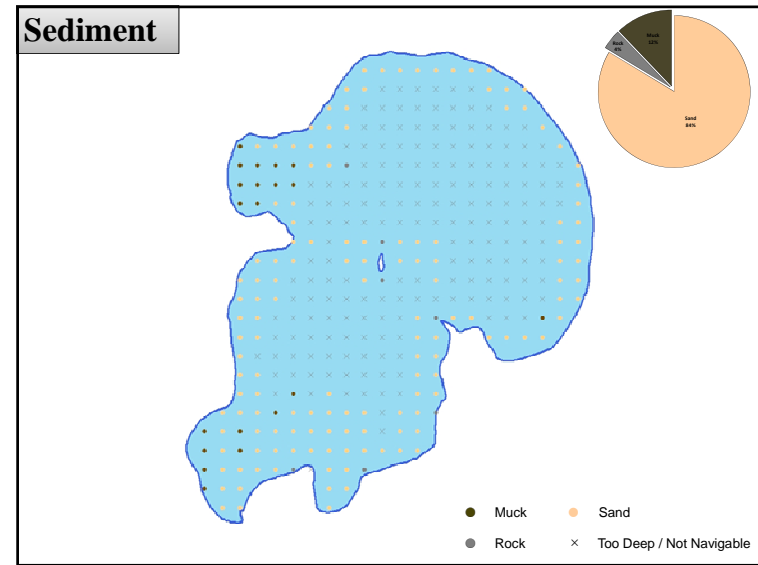 Sediment
Muck
12%
Rock
4%
Sand
84%
Muck
Sand
Rock
Too Deep / Not Navigable